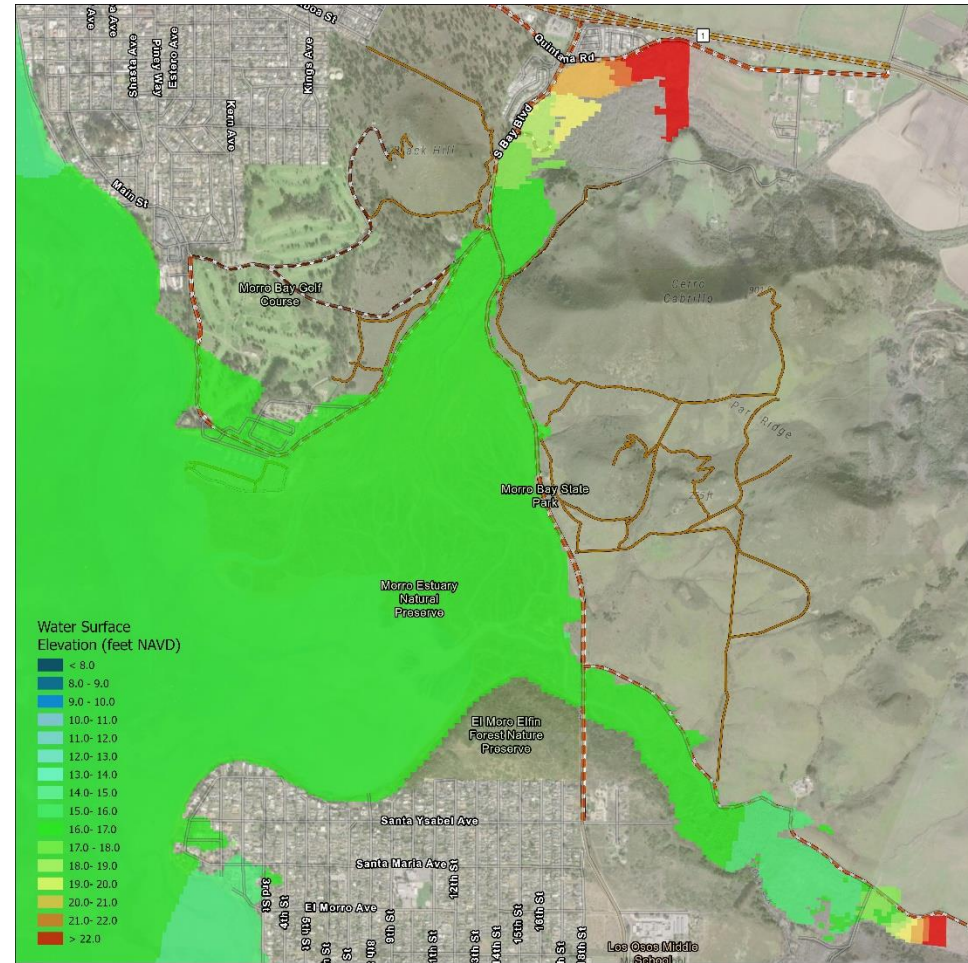 Shasta Ave
Piney Way
Estero Ave
Kings Ave
Kern Ave
Main St
Quintana Rd
1
S Bay Blvd
Morro Bay Golf
Course
Cerro
Cabrillo
Park Ridge
Morro Bay State
Park
Morro Estuary
Natural
Preserve
El Moro Elfin
Forest Nature
Preserve
Santa Ysabel Ave
Santa Maria Ave
El Morro Ave
3rd St
4th St
5th St
8th St
9th St
12th St
15th St
16th St
18th St
Los Osos Middle
School
Water Surface
Elevation (feet NAVD)
< 8.0
8.0 - 9.0
9.0 - 10.0
10.0- 11.0
11.0- 12.0
12.0- 13.0
13.0- 14.0
14.0- 15.0
15.0- 16.0
16.0- 17.0
17.0 - 18.0
18.0- 19.0
19.0- 20.0
20.0- 21.0
21.0- 22.0
> 22.0